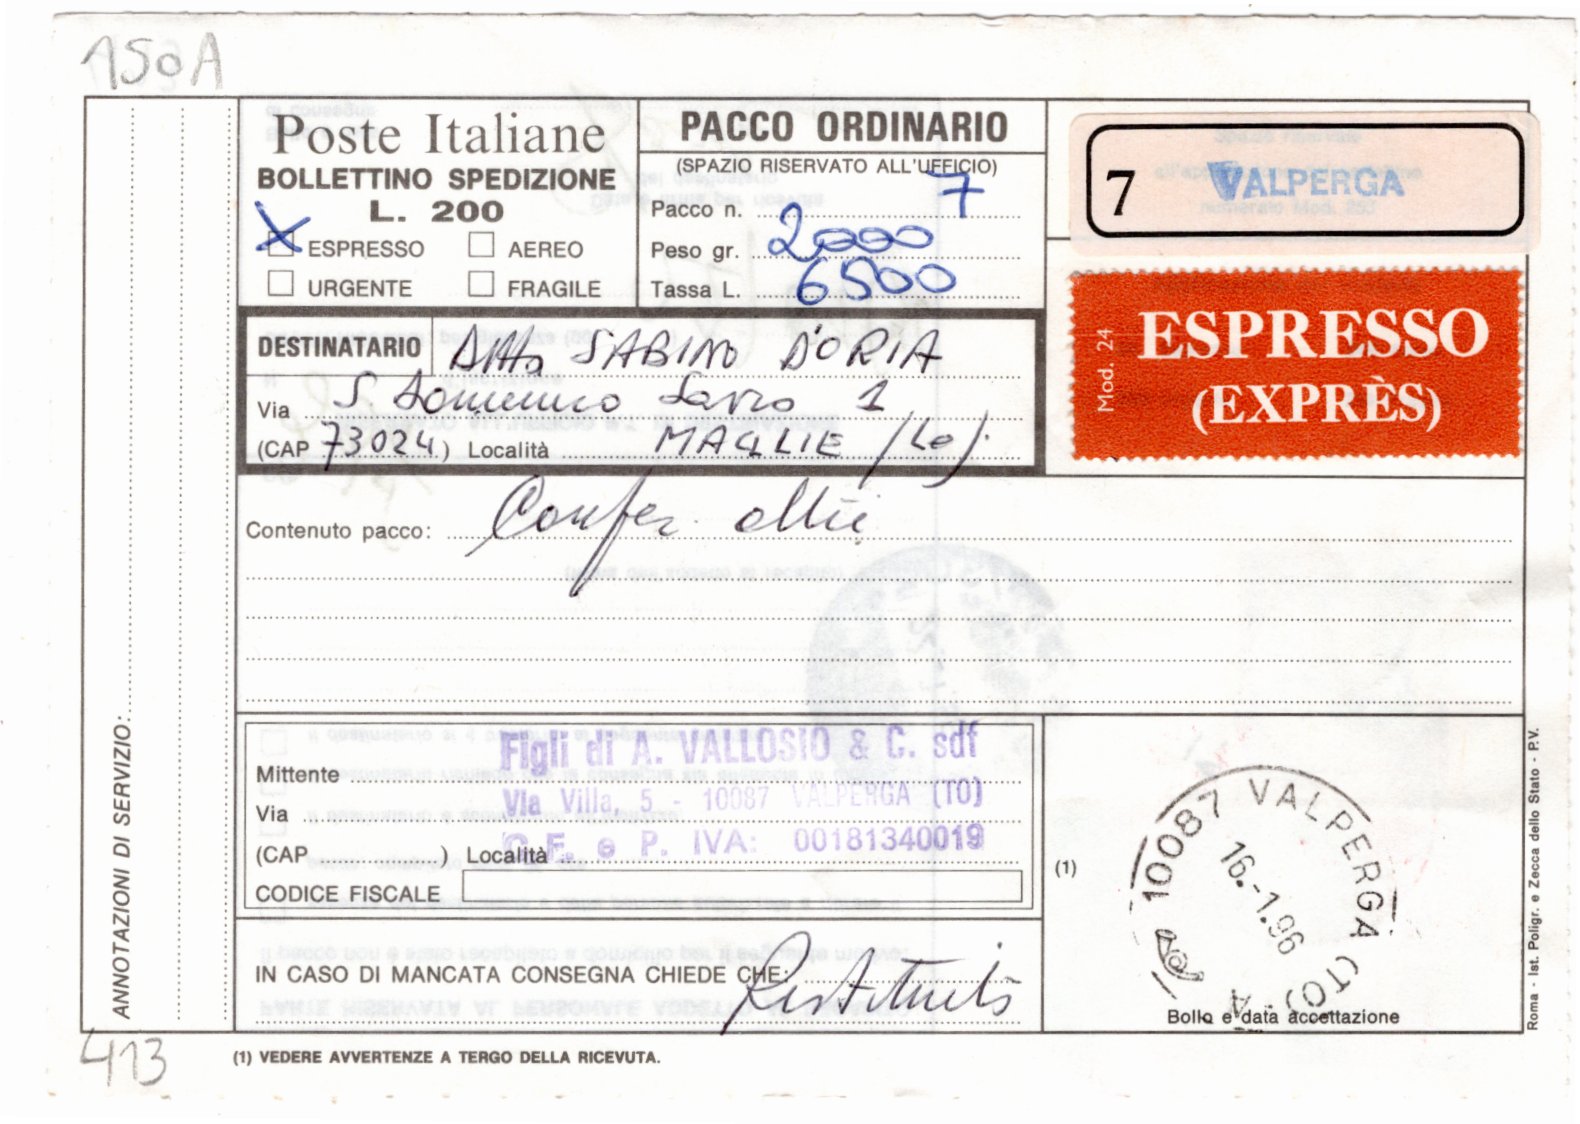 150A
Poste Italiane
BOLLETTINO SPEDIZIONE
L. 200
X ESPRESSO AEREO
URGENTE FRAGILE
PACCO ORDINARIO
(SPAZIO RISERVATO ALL'UFFICIO)
Pacco n. 7
Peso gr. 2000
Tassa L. 6500
7 VALPERGA
Mod. 24
ESPRESSO
(EXPRÈS)
DESTINATARIO Ditta SABINO D'ORIA
Via S Domenico Savio 1
(CAP 73024) Località MAGLIE (Le).
Contenuto pacco:
ANNOTAZIONI DI SERVIZIO:
Figli di A. VALLOSIO & C. sdf
Mittente
Via Villa, 5 - 10087 VALPERGA (TO)
Via
C.F. e P. IVA: 00181340019
(CAP ) Località
CODICE FISCALE
IN CASO DI MANCATA CONSEGNA CHIEDE CHE:
(1)
10087 VALPERGA (TO) A
16.-1.96
Bollo e data accettazione
Roma - Ist. Poligr. e Zecca dello Stato - P.V.
413
(1) VEDERE AVVERTENZE A TERGO DELLA RICEVUTA.